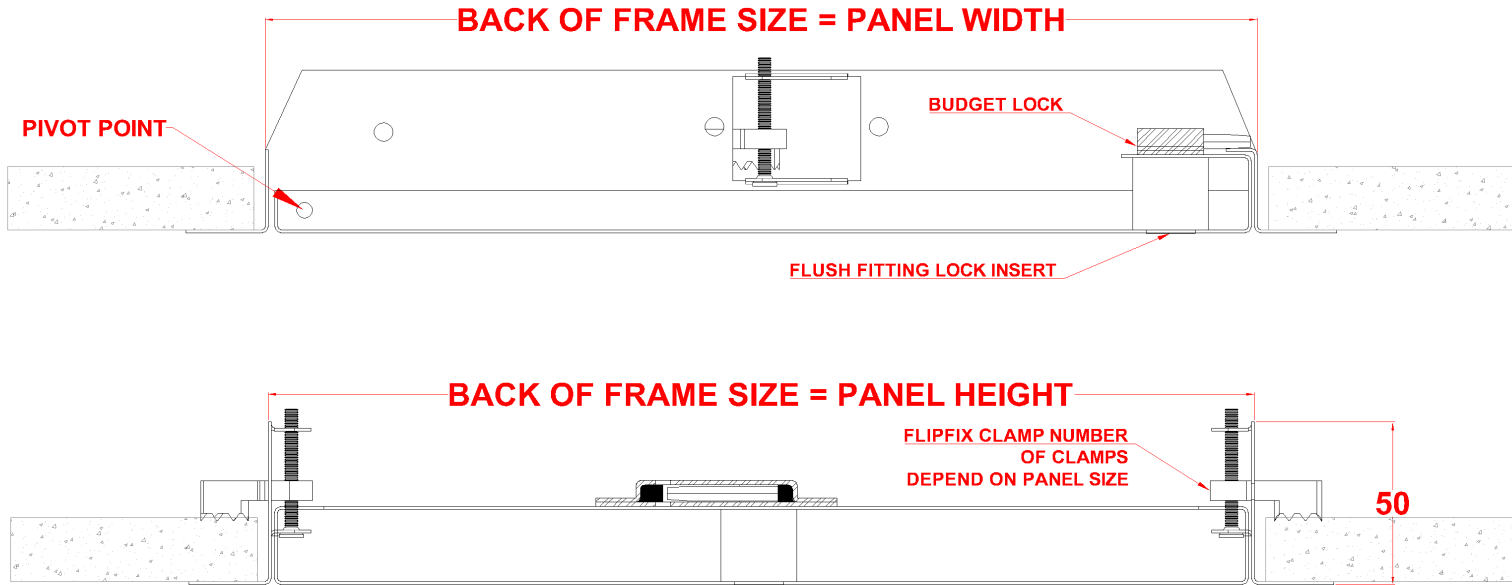 BACK OF FRAME SIZE = PANEL WIDTH
PIVOT POINT
BUDGET LOCK
FLUSH FITTING LOCK INSERT
BACK OF FRAME SIZE = PANEL HEIGHT
FLIPFIX CLAMP NUMBER
OF CLAMPS
DEPEND ON PANEL SIZE
50